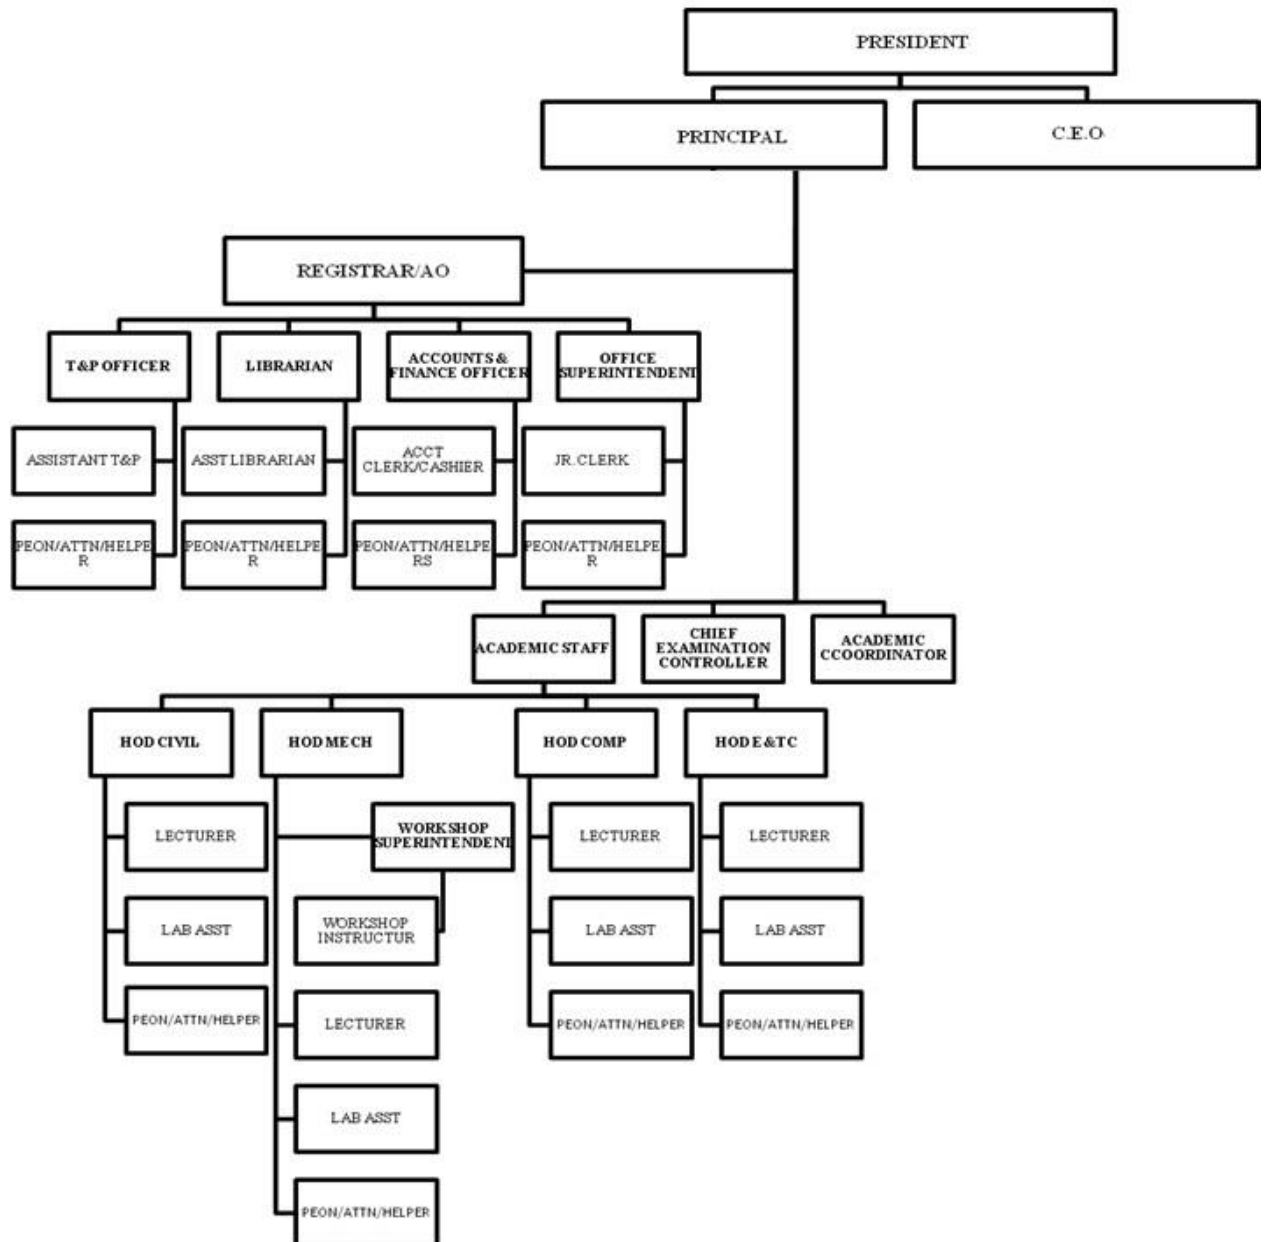 PRESIDENT
PRINCIPAL
C.E.O
REGISTRAR/AO
T&P OFFICER
LIBRARIAN
ACCOUNTS &
FINANCE OFFICER
OFFICE
SUPERINTENDENT
ASSISTANT T&P
ASST LIBRARIAN
ACCT
CLERK/CASHIER
JR. CLERK
PEON/ATTN/HELPE
R
PEON/ATTN/HELPE
R
PEON/ATTN/HELPE
RS
PEON/ATTN/HELPE
R
ACADEMIC STAFF
CHIEF
EXAMINATION
CONTROLLER
ACADEMIC
CCOORDINATOR
HOD CIVIL
HOD MECH
HOD COMP
HOD E &TC
LECTURER
WORKSHOP
SUPERINTENDENT
LECTURER
LECTURER
LAB ASST
WORKSHOP
INSTRUCTUR
LAB ASST
LAB ASST
PEON/ATTN/HELPER
LECTURER
PEON/ATTN/HELPER
PEON/ATTN/HELPER
LAB ASST
PEON/ATTN/HELPER